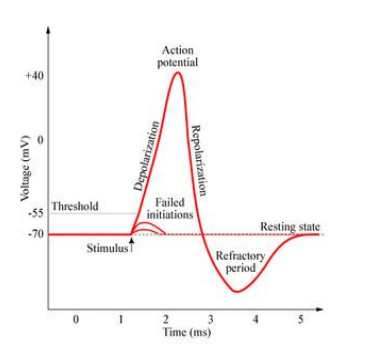 Action
potential
+40
Depolarization
Repolarization
Voltage (mV)
0
Threshold
Failed
initiations
-55
-70
Resting state
Stimulus
Refractory
period
0 1 2 3 4 5
Time (ms)